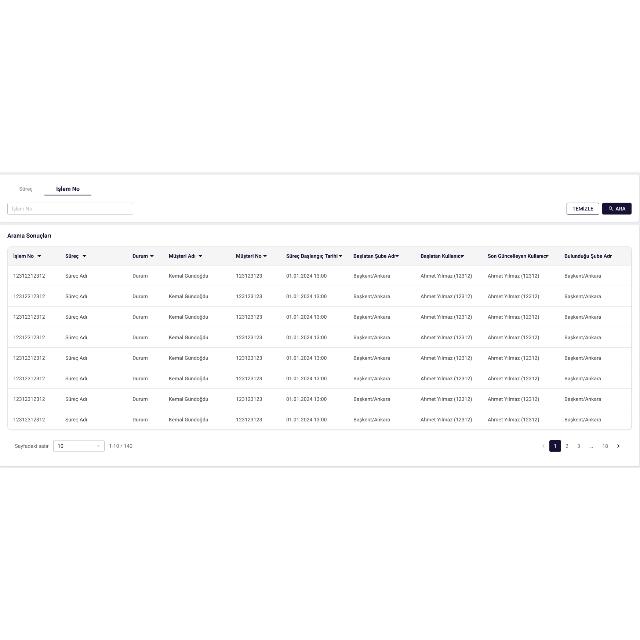 Süreç İşlem No
İşlem No TEMİZLE ARA
Arama Sonuçları
İşlem No Süreç Durum Müşteri Adı Müşteri No Süreç Başlangıç Tarihi Başlatan Şube Adı Başlatan Kullanıcı Son Güncelleyen Kullanıcı Bulunduğu Şube Adı
12312312312 Süreç Adı Durum Kemal Gündoğdu 123123123 01.01.2024 13:00 Başkent/Ankara Ahmet Yılmaz (12312) Ahmet Yılmaz (12312) Başkent/Ankara
12312312312 Süreç Adı Durum Kemal Gündoğdu 123123123 01.01.2024 13:00 Başkent/Ankara Ahmet Yılmaz (12312) Ahmet Yılmaz (12312) Başkent/Ankara
12312312312 Süreç Adı Durum Kemal Gündoğdu 123123123 01.01.2024 13:00 Başkent/Ankara Ahmet Yılmaz (12312) Ahmet Yılmaz (12312) Başkent/Ankara
12312312312 Süreç Adı Durum Kemal Gündoğdu 123123123 01.01.2024 13:00 Başkent/Ankara Ahmet Yılmaz (12312) Ahmet Yılmaz (12312) Başkent/Ankara
12312312312 Süreç Adı Durum Kemal Gündoğdu 123123123 01.01.2024 13:00 Başkent/Ankara Ahmet Yılmaz (12312) Ahmet Yılmaz (12312) Başkent/Ankara
12312312312 Süreç Adı Durum Kemal Gündoğdu 123123123 01.01.2024 13:00 Başkent/Ankara Ahmet Yılmaz (12312) Ahmet Yılmaz (12312) Başkent/Ankara
12312312312 Süreç Adı Durum Kemal Gündoğdu 123123123 01.01.2024 13:00 Başkent/Ankara Ahmet Yılmaz (12312) Ahmet Yılmaz (12312) Başkent/Ankara
12312312312 Süreç Adı Durum Kemal Gündoğdu 123123123 01.01.2024 13:00 Başkent/Ankara Ahmet Yılmaz (12312) Ahmet Yılmaz (12312) Başkent/Ankara
Sayfadaki satır 10 1-10 / 140 1 2 3 ... 18